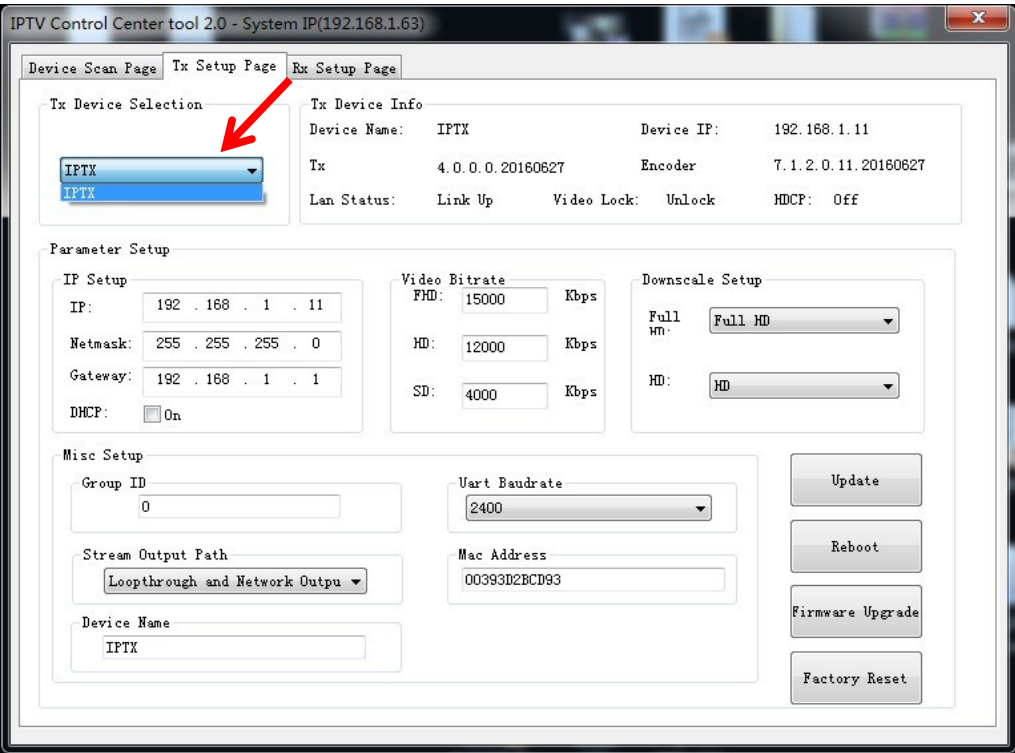 IPTV Control Center tool 2.0 - System IP(192.168.1.63)
Device Scan Page Tx Setup Page Rx Setup Page
Tx Device Selection
IPTX
IPTX
Tx Device Info
Device Name: IPTX Device IP: 192.168.1.11
Tx 4.0.0.0.20160627 Encoder 7.1.2.0.11.20160627
Lan Status: Link Up Video Lock: Unlock HDCP: Off
Parameter Setup
IP Setup
IP: 192 . 168 . 1 . 11
Netmask: 255 . 255 . 255 . 0
Gateway: 192 . 168 . 1 . 1
DHCP: On
Video Bitrate
FHD: 15000 Kbps
HD: 12000 Kbps
SD: 4000 Kbps
Downscale Setup
Full HD: Full HD
HD: HD
Misc Setup
Group ID
0
Uart Baudrate
2400
Stream Output Path
Loopthrough and Network Outpu
Mac Address
00393D2BCD93
Device Name
IPTX
Update
Reboot
Firmware Upgrade
Factory Reset